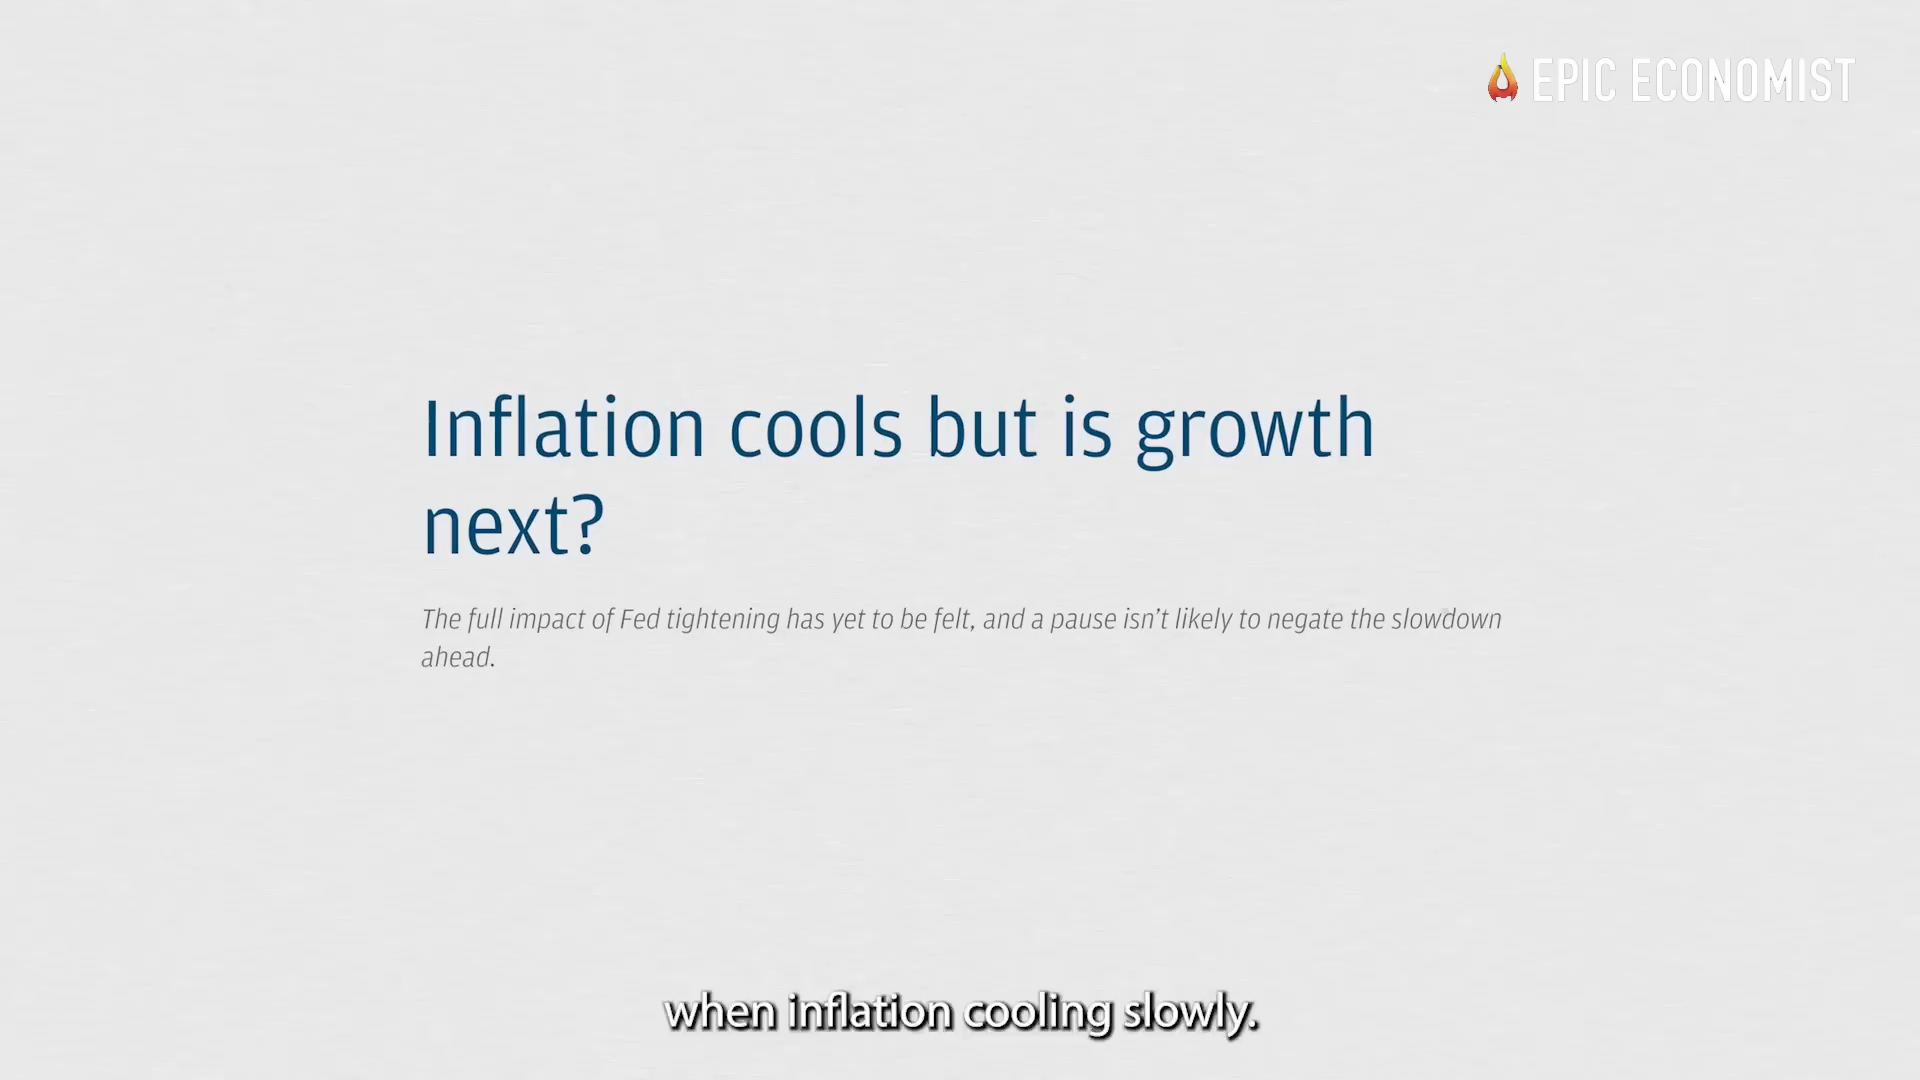 EPIC ECONOMIST
Inflation cools but is growth
next?
The full impact of Fed tightening has yet to be felt, and a pause isn’t likely to negate the slowdown
ahead.
when inflation cooling slowly.